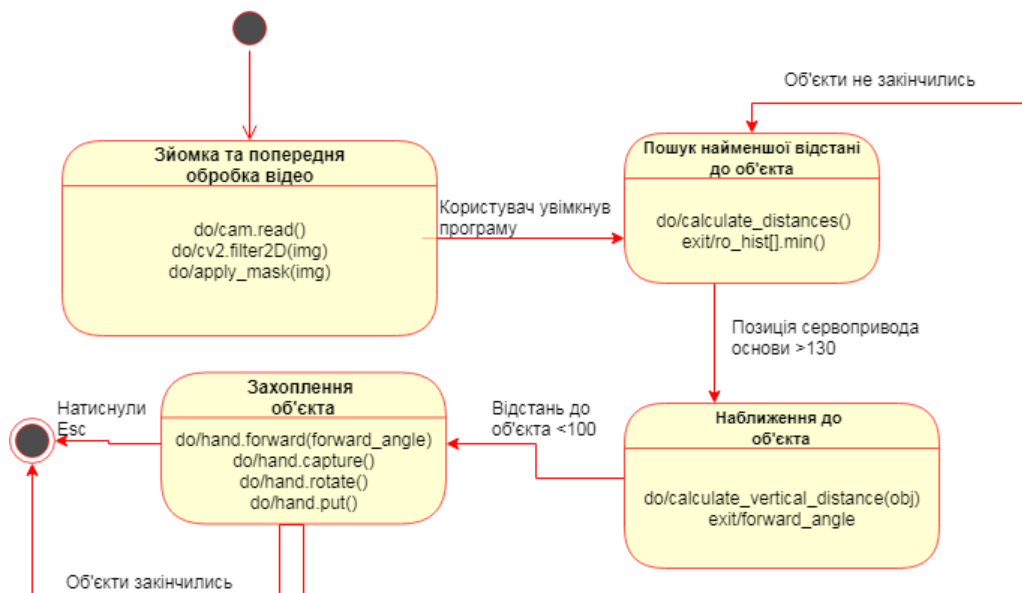 Об'єкти не закінчились
Зйомка та попередня
обробка відео
do/cam.read()
do/cv2.filter2D(img)
do/apply_mask(img)
Користувач увімкнув
програму
Пошук найменшої відстані
до об'єкта
do/calculate_distances()
exit/ro_hist[].min()
Позиція сервопривода
основи >130
Натиснули
Esc
Захоплення
об'єкта
do/hand.forward(forward_angle)
do/hand.capture()
do/hand.rotate()
do/hand.put()
Відстань до
об'єкта <100
Наближення до
об'єкта
do/calculate_vertical_distance(obj)
exit/forward_angle
Об'єкти закінчились